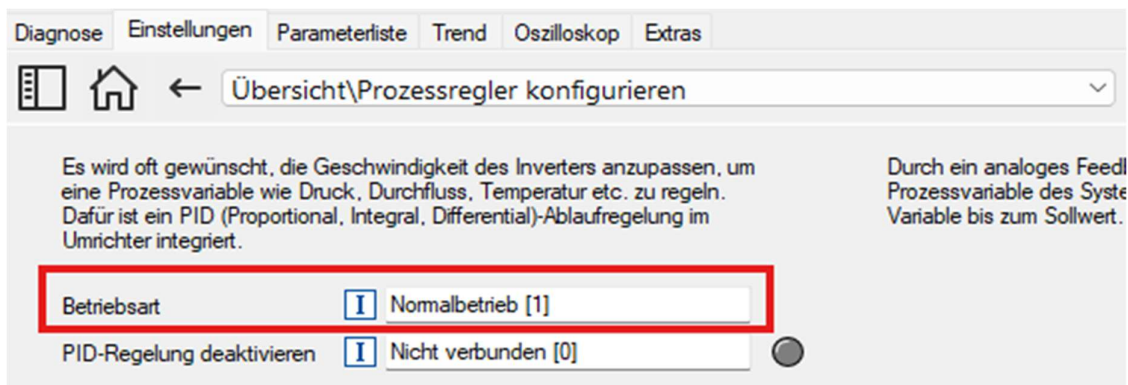 Diagnose Einstellungen Parameterliste Trend Oszilloskop Extras
Übersicht\Prozessregler konfigurieren
Es wird oft gewünscht, die Geschwindigkeit des Inverters anzupassen, um
eine Prozessvariable wie Druck, Durchfluss, Temperatur etc. zu regeln.
Dafür ist ein PID (Proportional, Integral, Differential)-Ablaufregelung im
Umrichter integriert.
Durch ein analoges Feed
Prozessvariable des Syste
Variable bis zum Sollwert.
Betriebsart I Normalbetrieb [1]
PID-Regelung deaktivieren I Nicht verbunden [0]